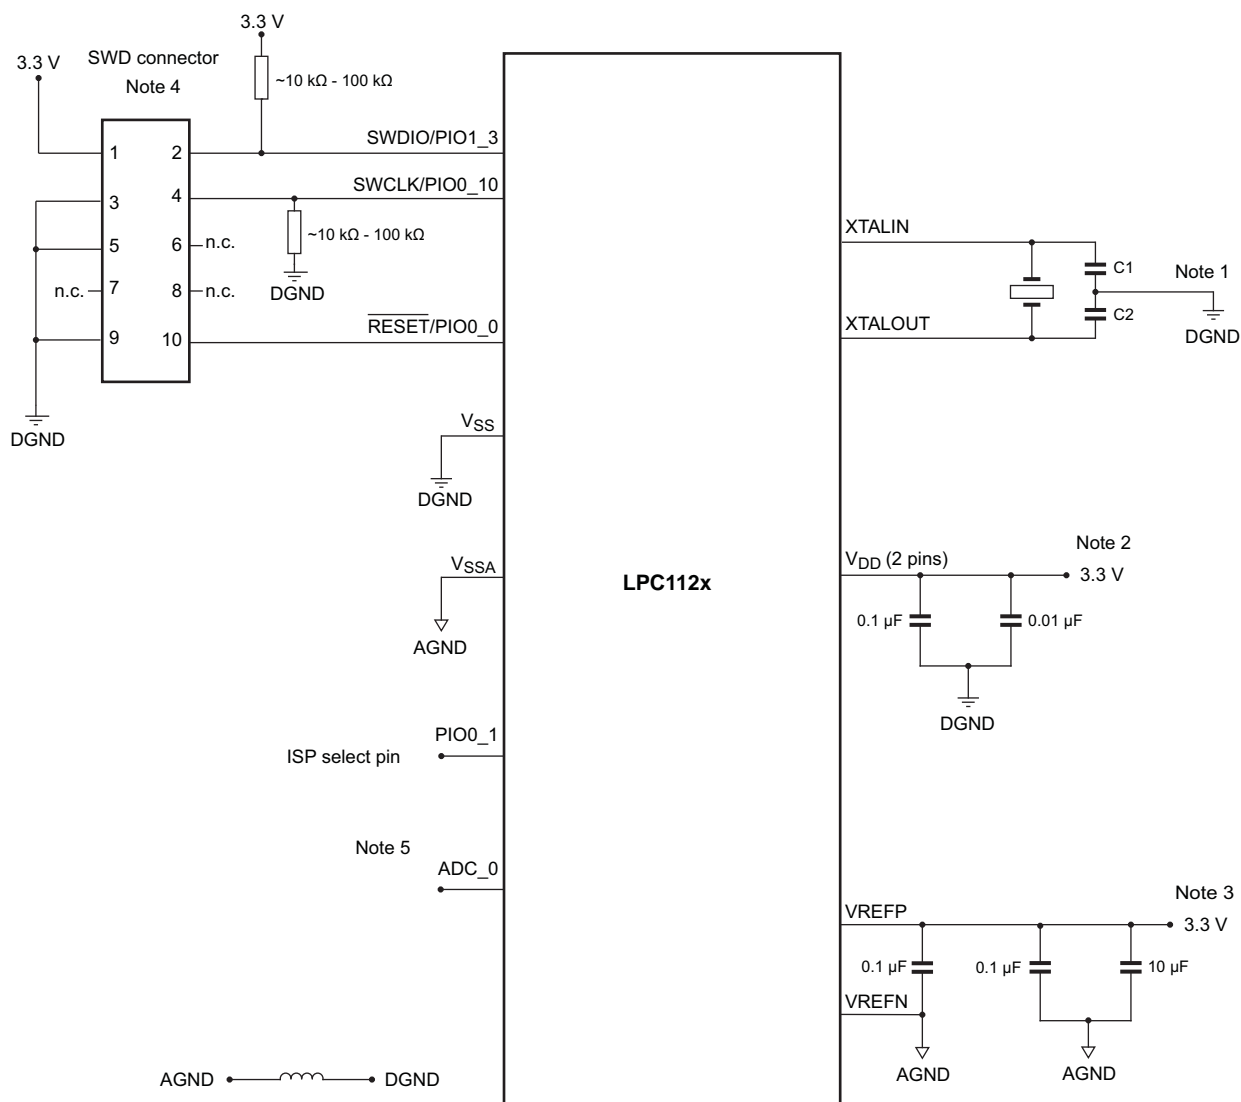 3.3 V
3.3 V
SWD connector
Note 4
~10 kΩ - 100 kΩ
SWDIO/PIO1_3
1
2
SWCLK/PIO0_10
3
4
~10 kΩ - 100 kΩ
DGND
5
6
n.c.
n.c.
7
8
n.c.
RESET/PIO0_0
9
10
DGND
VSS
DGND
VSSA
AGND
PIO0_1
ISP select pin
Note 5
ADC_0
AGND
DGND
LPC112x
XTALIN
C1
Note 1
XTALOUT
C2
DGND
VDD (2 pins)
Note 2
3.3 V
0.1 µF
0.01 µF
DGND
Note 3
VREFP
3.3 V
0.1 µF
0.1 µF
10 µF
VREFN
AGND
AGND